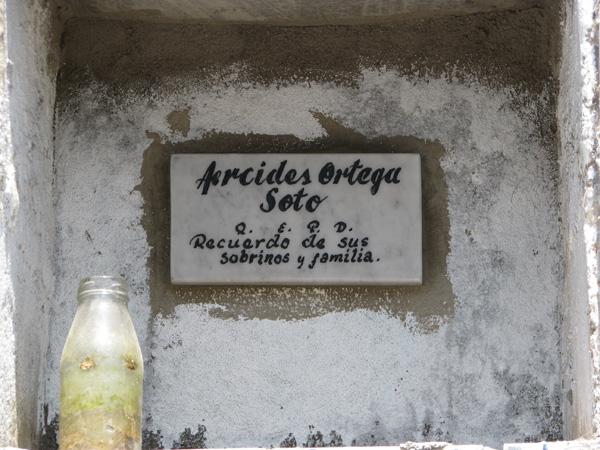 Arcides Ortega
Soto
Q. E. P. D.
Recuerdo de sus
sobrinos y familia.